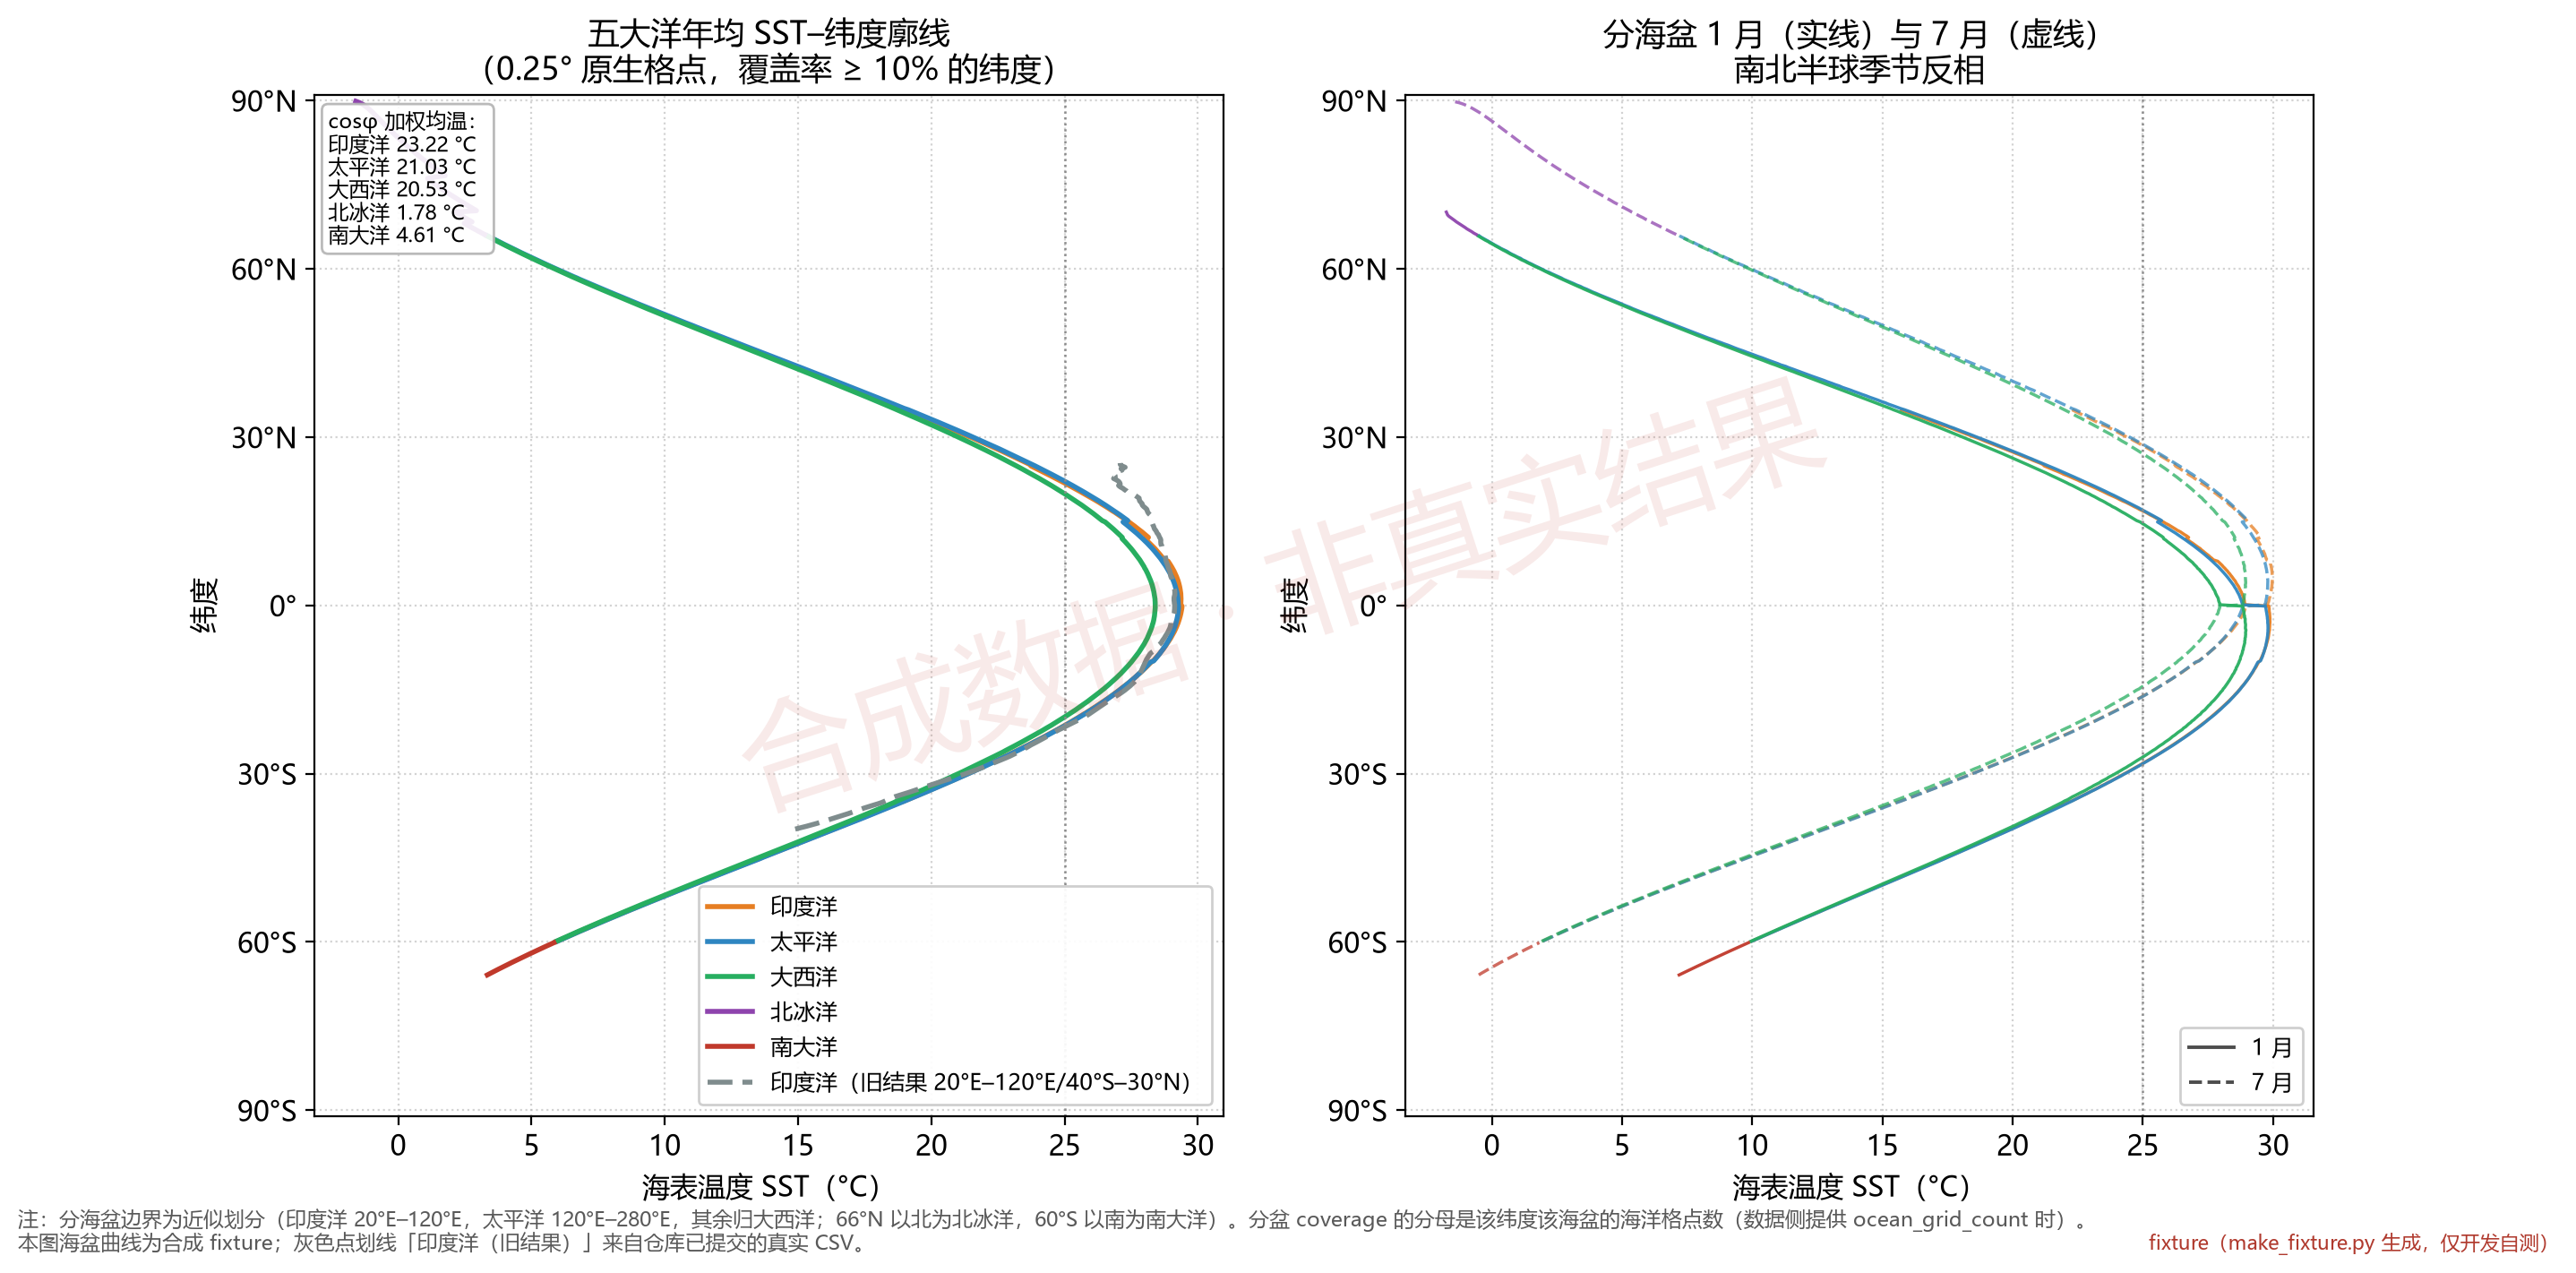 五大洋年均 SST–纬度廓线
（0.25° 原生格点，覆盖率 ≥ 10% 的纬度）
90°N
60°N
30°N
0°
30°S
60°S
90°S
纬度
cosφ 加权均温：
印度洋 23.22 °C
太平洋 21.03 °C
大西洋 20.53 °C
北冰洋 1.78 °C
南大洋 4.61 °C
印度洋
太平洋
大西洋
北冰洋
南大洋
印度洋（旧结果 20°E–120°E/40°S–30°N）
0 5 10 15 20 25 30
海表温度 SST（°C）
分海盆 1 月（实线）与 7 月（虚线）
南北半球季节反相
90°N
60°N
30°N
0°
30°S
60°S
90°S
纬度
1 月
7 月
0 5 10 15 20 25 30
海表温度 SST（°C）
合成数据 · 非真实结果
注：分海盆边界为近似划分（印度洋 20°E–120°E，太平洋 120°E–280°E，其余归大西洋；66°N 以北为北冰洋，60°S 以南为南大洋）。分盆 coverage 的分母是该纬度该海盆的海洋格点数（数据侧提供 ocean_grid_count 时）。
本图海盆曲线为合成 fixture；灰色点划线「印度洋（旧结果）」来自仓库已提交的真实 CSV。
fixture（make_fixture.py 生成，仅开发自测）